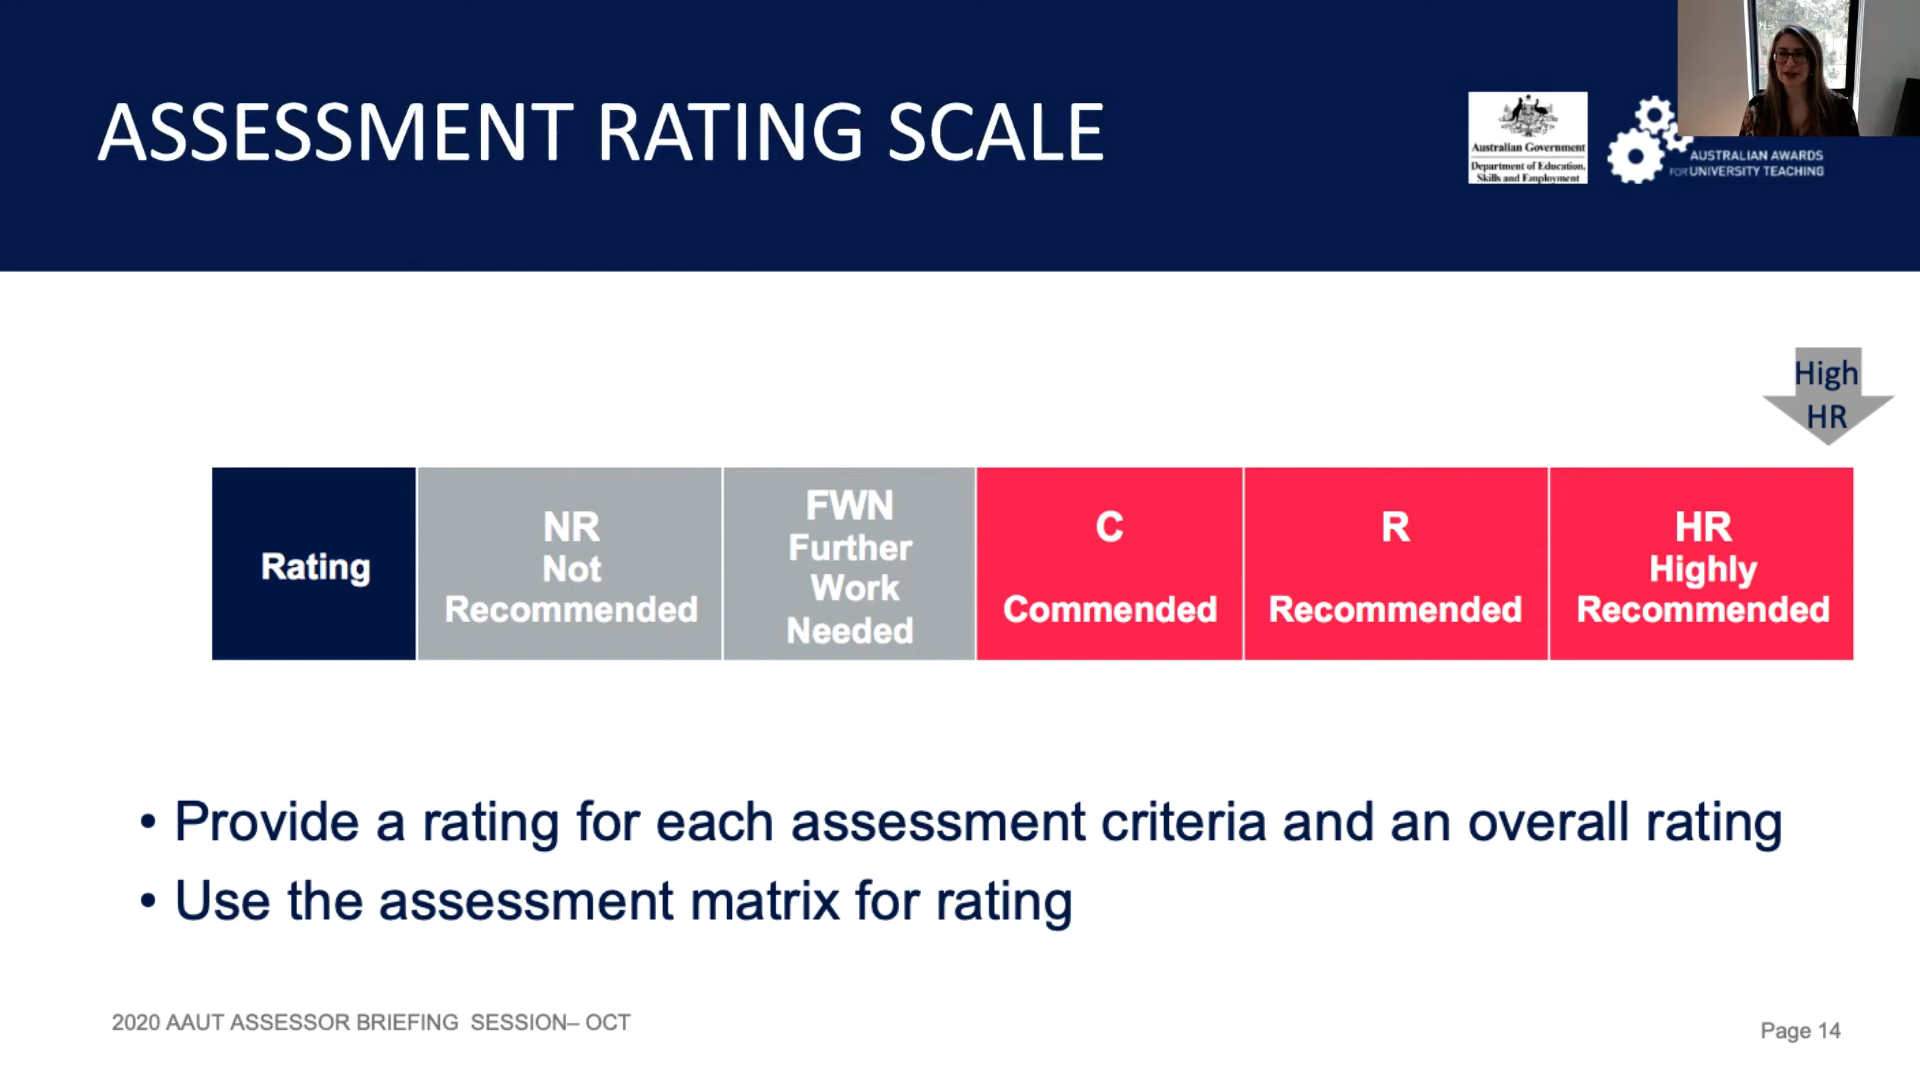 ASSESSMENT RATING SCALE
Australian Government
Department of Education,
Skills and Employment
AUSTRALIAN AWARDS
FOR UNIVERSITY TEACHING
High
HR
Rating
NR
Not
Recommended
FWN
Further
Work
Needed
C
Commended
R
Recommended
HR
Highly
Recommended
• Provide a rating for each assessment criteria and an overall rating
• Use the assessment matrix for rating
2020 AAUT ASSESSOR BRIEFING SESSION– OCT
Page 14